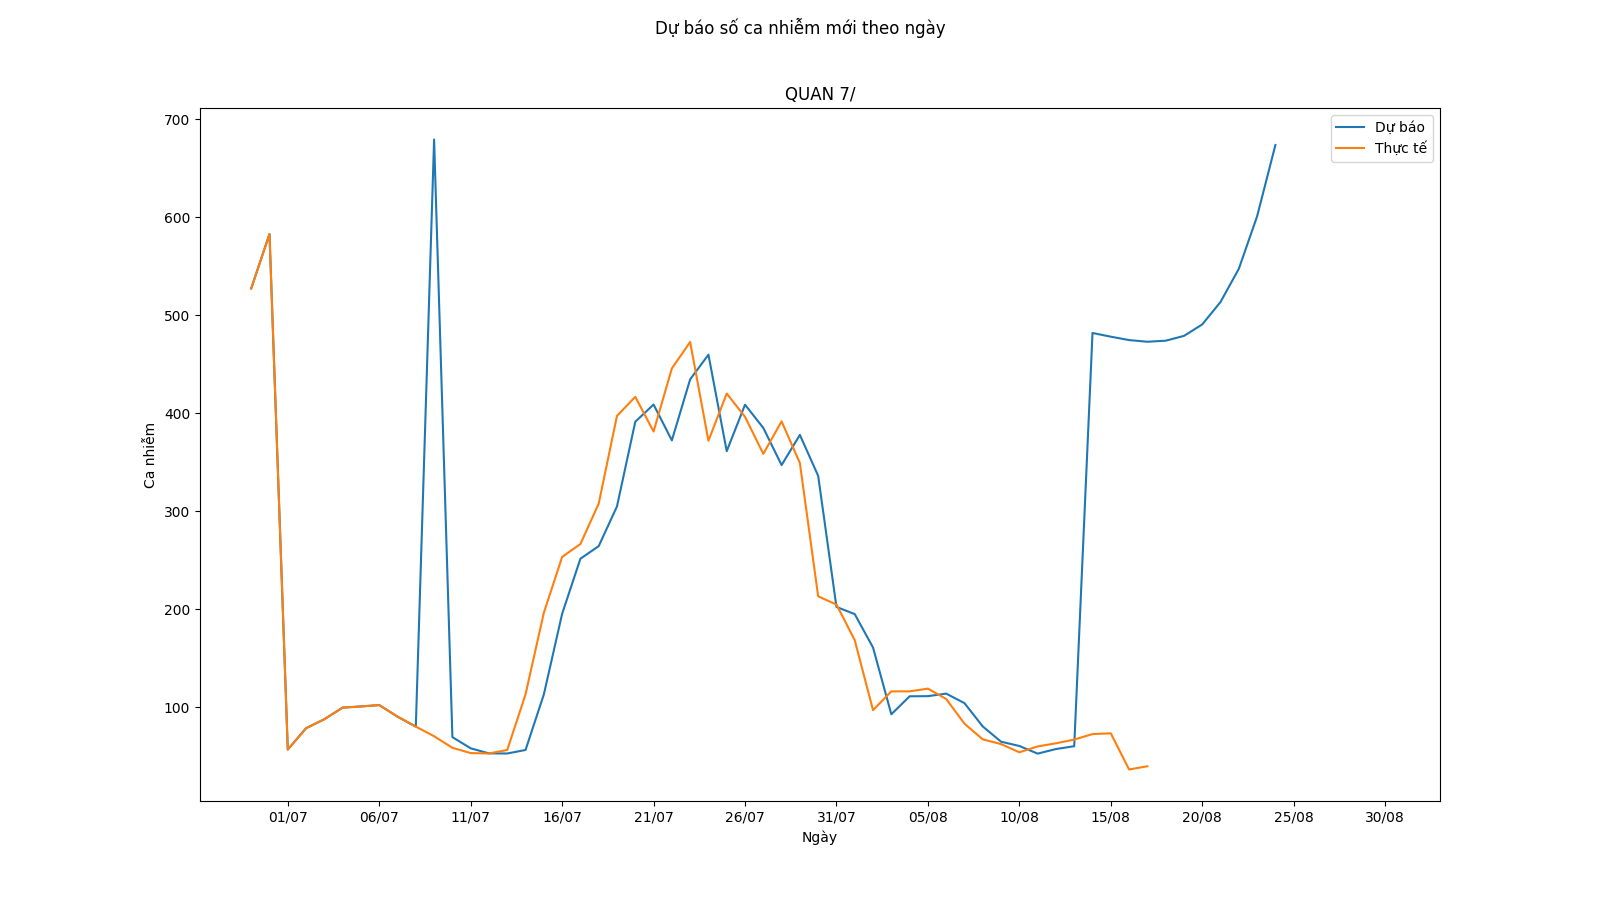 Dự báo số ca nhiễm mới theo ngày
QUAN 7/
700
600
500
400
300
200
100
Ca nhiễm
Dự báo
Thực tế
01/07 06/07 11/07 16/07 21/07 26/07 31/07 05/08 10/08 15/08 20/08 25/08 30/08
Ngày